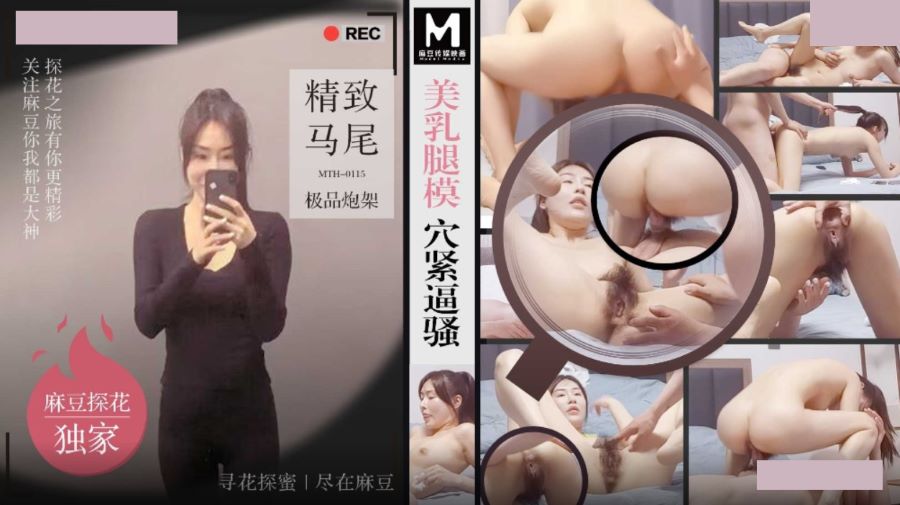 关注麻豆你我都是大神
探花之旅有你更精彩
REC
精致
马尾
MTH-0115
极品炮架
麻豆探花
独家
寻花探蜜 | 尽在麻豆
M
麻豆传媒映画
Model Media
美乳腿模
穴紧逼骚